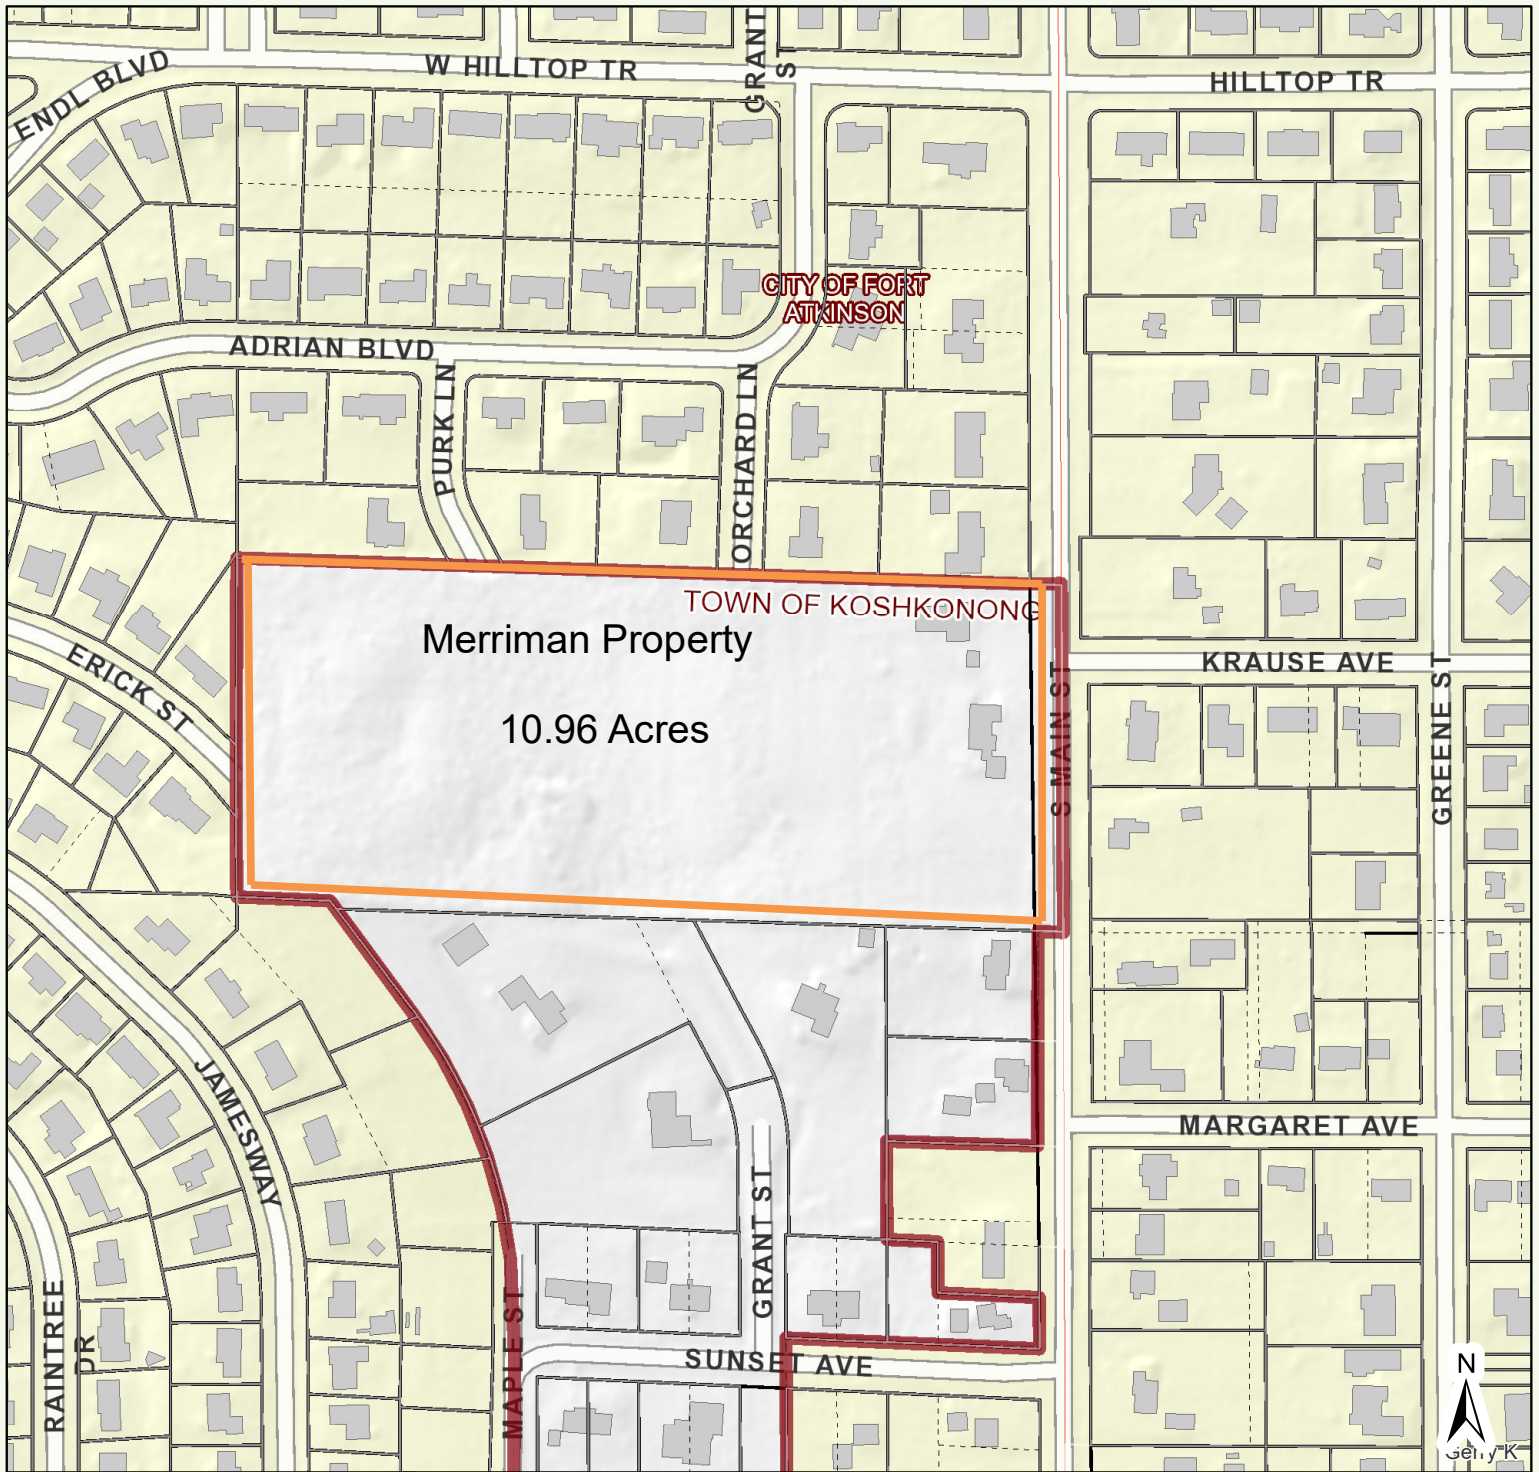 ENDL BLVD
W HILLTOP TR
GRANT
ST
HILLTOP TR
CITY OF FORT
ATKINSON
ADRIAN BLVD
PURK LN
ORCHARD LN
TOWN OF KOSHKONONG
Merriman Property
10.96 Acres
ERICK ST
KRAUSE AVE
S MAIN ST
GREENE ST
JAMESWAY
MARGARET AVE
GRANT ST
RAINTREE
DR
MAPLE ST
SUNSET AVE
N
Gerry K